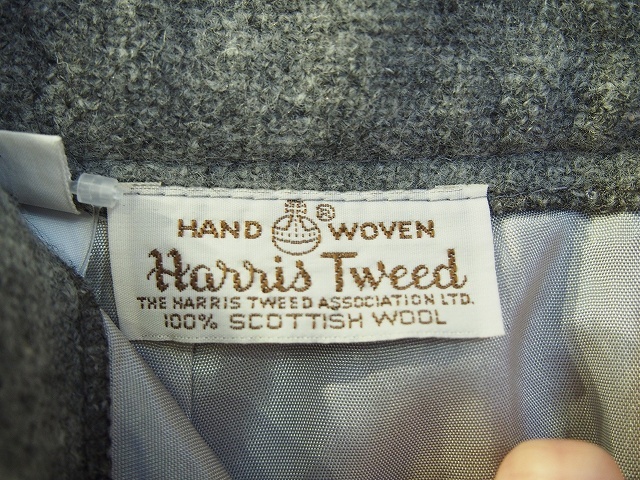 HAND ® WOVEN
Harris Tweed
THE HARRIS TWEED ASSOCIATION LTD.
100% SCOTTISH WOOL